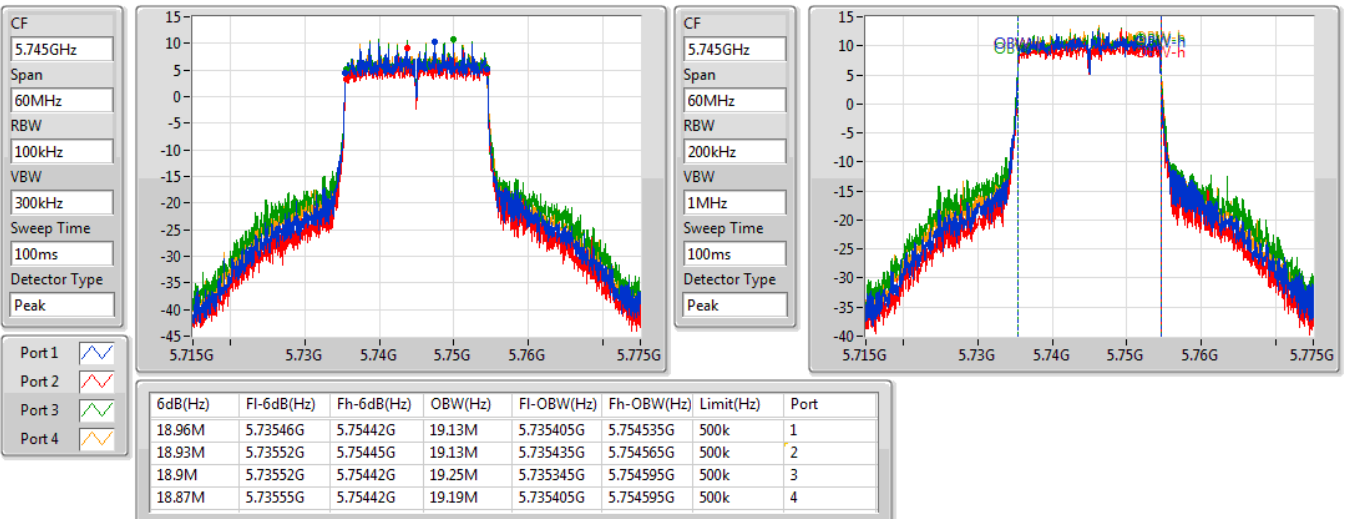 CF
5.745GHz
Span
60MHz
RBW
100kHz
VBW
300kHz
Sweep Time
100ms
Detector Type
Peak
Port 1
Port 2
Port 3
Port 4
15
10
5
0
-5
-10
-15
-20
-25
-30
-35
-40
-45
5.715G 5.73G 5.74G 5.75G 5.76G 5.775G
CF
5.745GHz
Span
60MHz
RBW
200kHz
VBW
1MHz
Sweep Time
100ms
Detector Type
Peak
15
10
5
0
-5
-10
-15
-20
-25
-30
-35
-40
5.715G 5.73G 5.74G 5.75G 5.76G 5.775G
6dB(Hz) Fl-6dB(Hz) Fh-6dB(Hz) OBW(Hz) Fl-OBW(Hz) Fh-OBW(Hz) Limit(Hz) Port
18.96M 5.73546G 5.75442G 19.13M 5.735405G 5.754535G 500k 1
18.93M 5.73552G 5.75445G 19.13M 5.735435G 5.754565G 500k 2
18.9M 5.73552G 5.75442G 19.25M 5.735345G 5.754595G 500k 3
18.87M 5.73555G 5.75442G 19.19M 5.735405G 5.754595G 500k 4